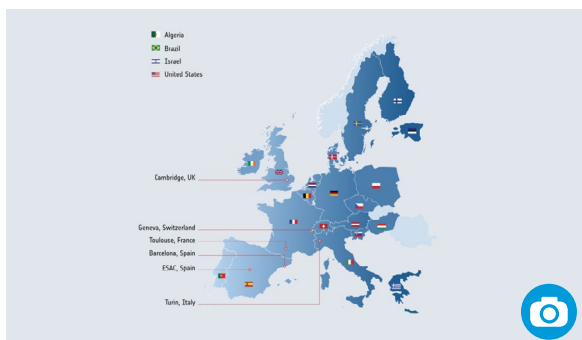 Algeria
Brazil
Israel
United States
Cambridge, UK
Geneva, Switzerland
Toulouse, France
Barcelona, Spain
ESAC, Spain
Turin, Italy